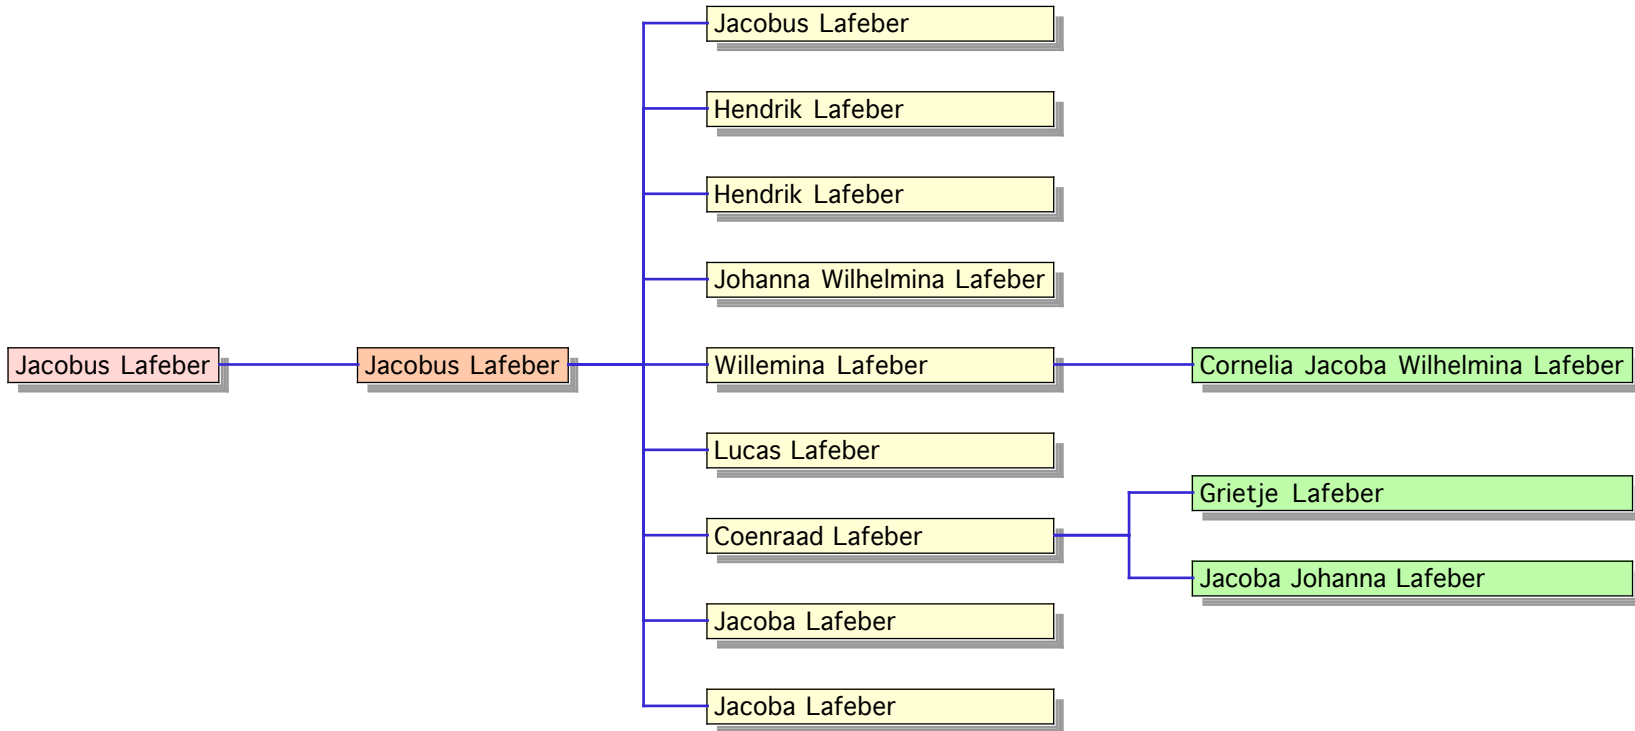 Jacobus Lafeber
Hendrik Lafeber
Hendrik Lafeber
Johanna Wilhelmina Lafeber
Jacobus Lafeber
Jacobus Lafeber
Willemina Lafeber
Cornelia Jacoba Wilhelmina Lafeber
Lucas Lafeber
Grietje Lafeber
Coenraad Lafeber
Jacoba Johanna Lafeber
Jacoba Lafeber
Jacoba Lafeber